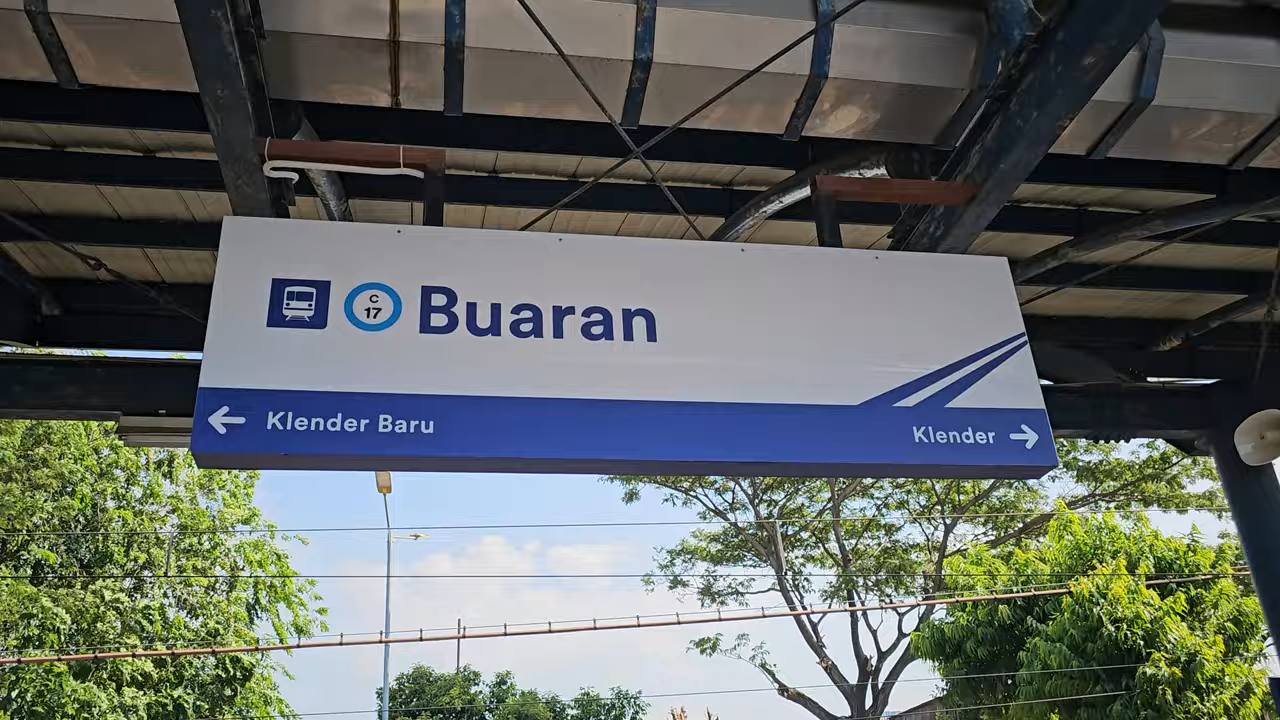 C
17
Buaran
← Klender Baru
Klender →